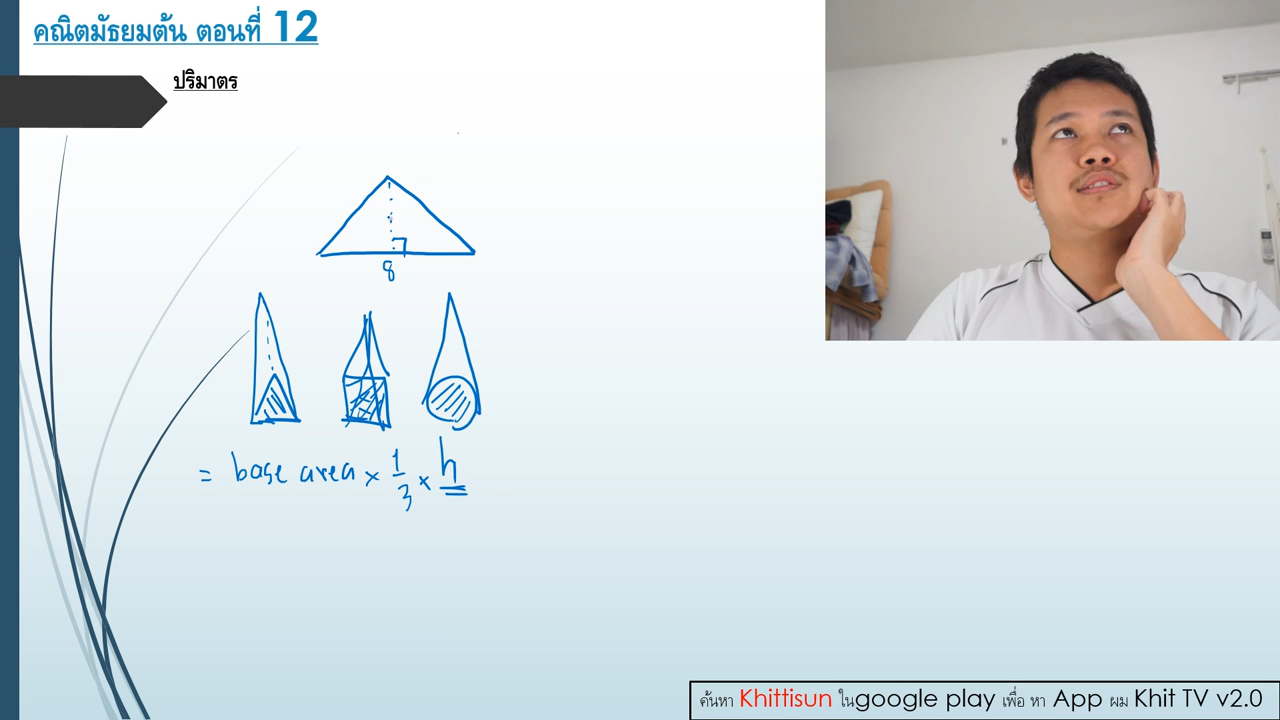 คณิตมัธยมต้น ตอนที่ 12
ปริมาตร
8
= base area × 1/3 × h
ค้นหา Khittisun ในgoogle play เพื่อ หา App ผม Khit TV v2.0